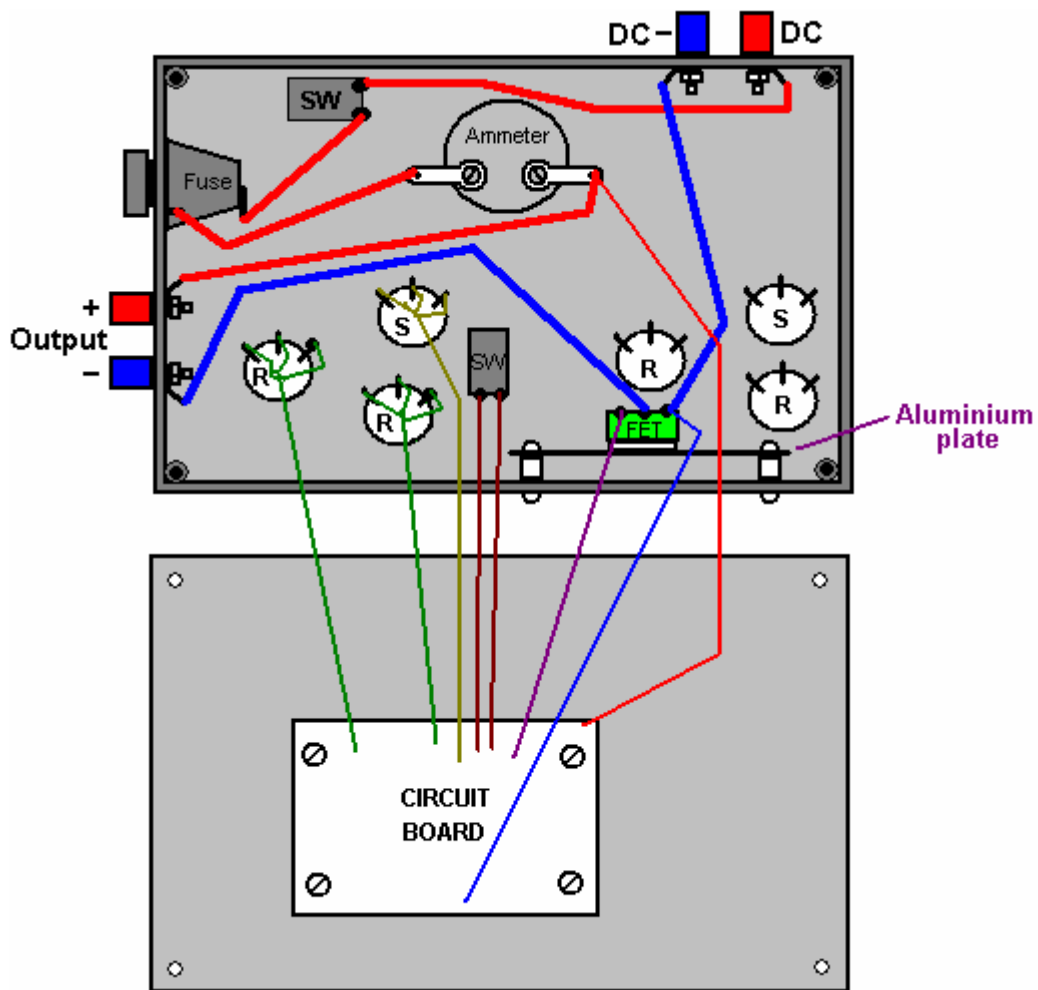 DC-
DC
SW
Ammeter
Fuse
+
Output
-
S
R
R
SW
R
S
R
FET
Aluminium
plate
CIRCUIT
BOARD